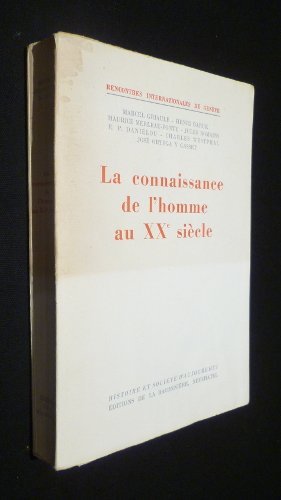 RENCONTRES INTERNATIONALES DE GENÈVE
MARCEL GRIAULE - HENRI BARUK
MAURICE MERLEAU-PONTY - JULES ROMAINS
R. P. DANIÉLOU - CHARLES WESTPHAL
JOSÉ ORTEGA Y GASSET
La connaissance
de l'homme
au XXe siècle
HISTOIRE ET SOCIÉTÉ D'AUJOURD'HUI
ÉDITIONS DE LA BACONNIÈRE, NEUCHATEL